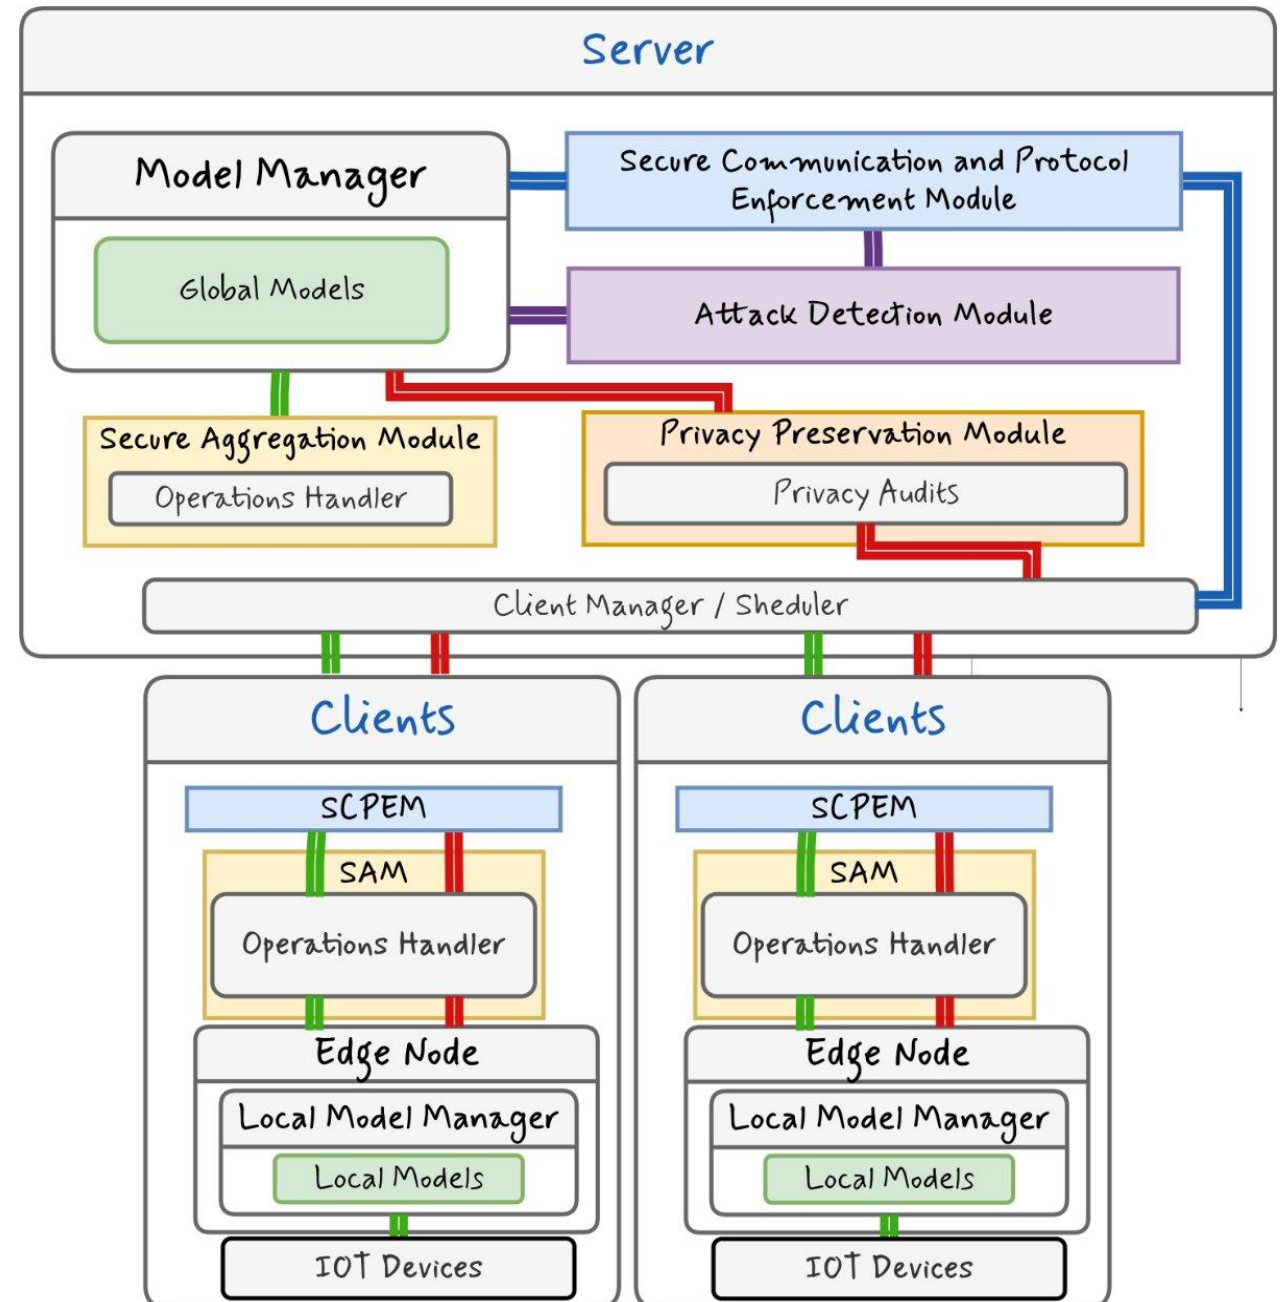 Server
Model Manager
Global Models
Secure Communication and Protocol
Enforcement Module
Attack Detection Module
Secure Aggregation Module
Operations Handler
Privacy Preservation Module
Privacy Audits
Client Manager / Sheduler
Clients
SCPEM
SAM
Operations Handler
Edge Node
Local Model Manager
Local Models
IOT Devices
Clients
SCPEM
SAM
Operations Handler
Edge Node
Local Model Manager
Local Models
IOT Devices